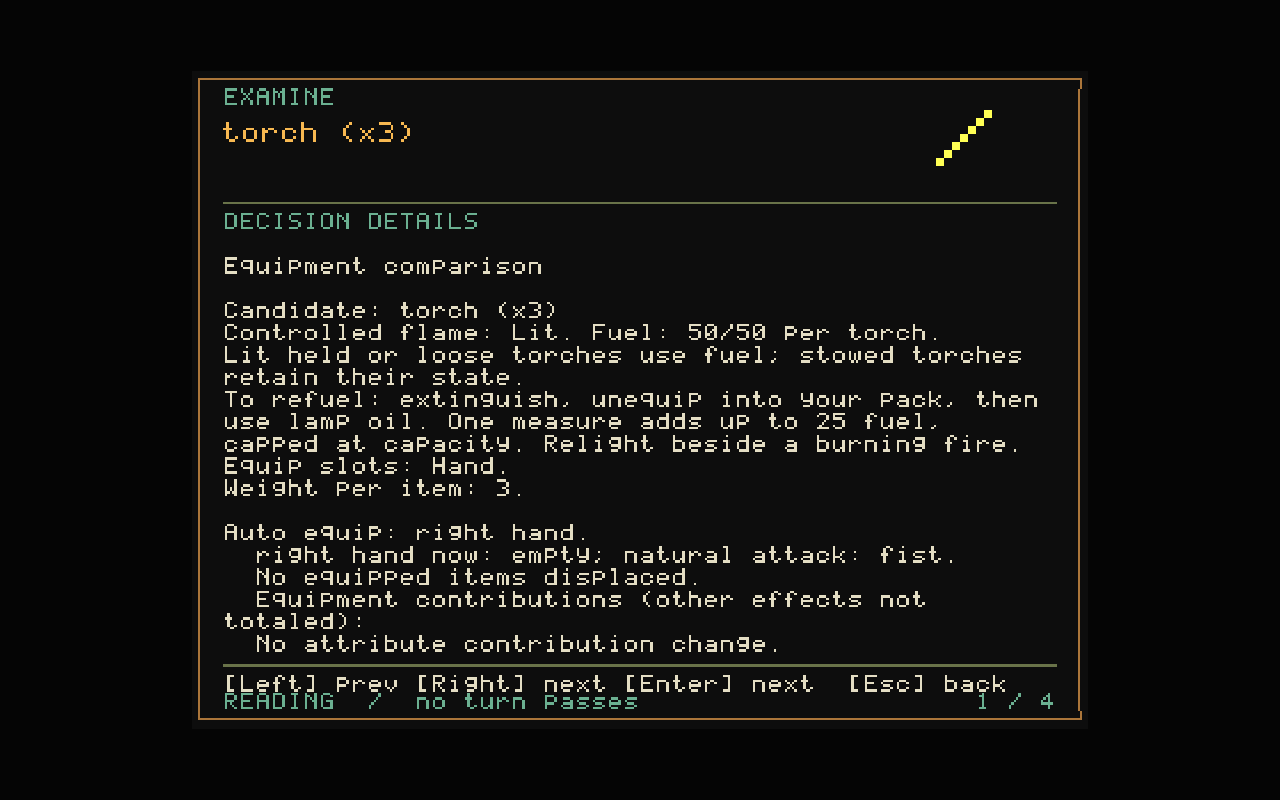 EXAMINE
torch (x3)
DECISION DETAILS
Equipment comparison
Candidate: torch (x3)
Controlled flame: Lit. Fuel: 50/50 per torch.
Lit held or loose torches use fuel; stowed torches
retain their state.
To refuel: extinguish, unequip into your pack, then
use lamp oil. One measure adds up to 25 fuel,
capped at capacity. Relight beside a burning fire.
Equip slots: Hand.
Weight per item: 3.
Auto equip: right hand.
right hand now: empty; natural attack: fist.
No equipped items displaced.
Equipment contributions (other effects not
totaled):
No attribute contribution change.
[Left] prev [Right] next [Enter] next [Esc] back
READING / no turn passes 1 / 4